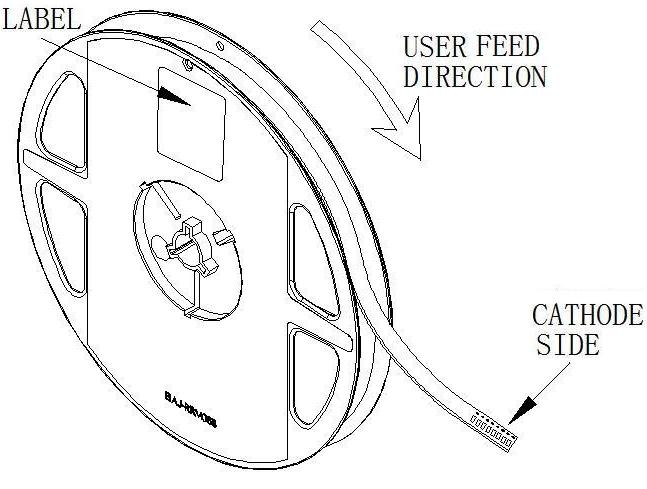 LABEL
USER FEED
DIRECTION
CATHODE
SIDE